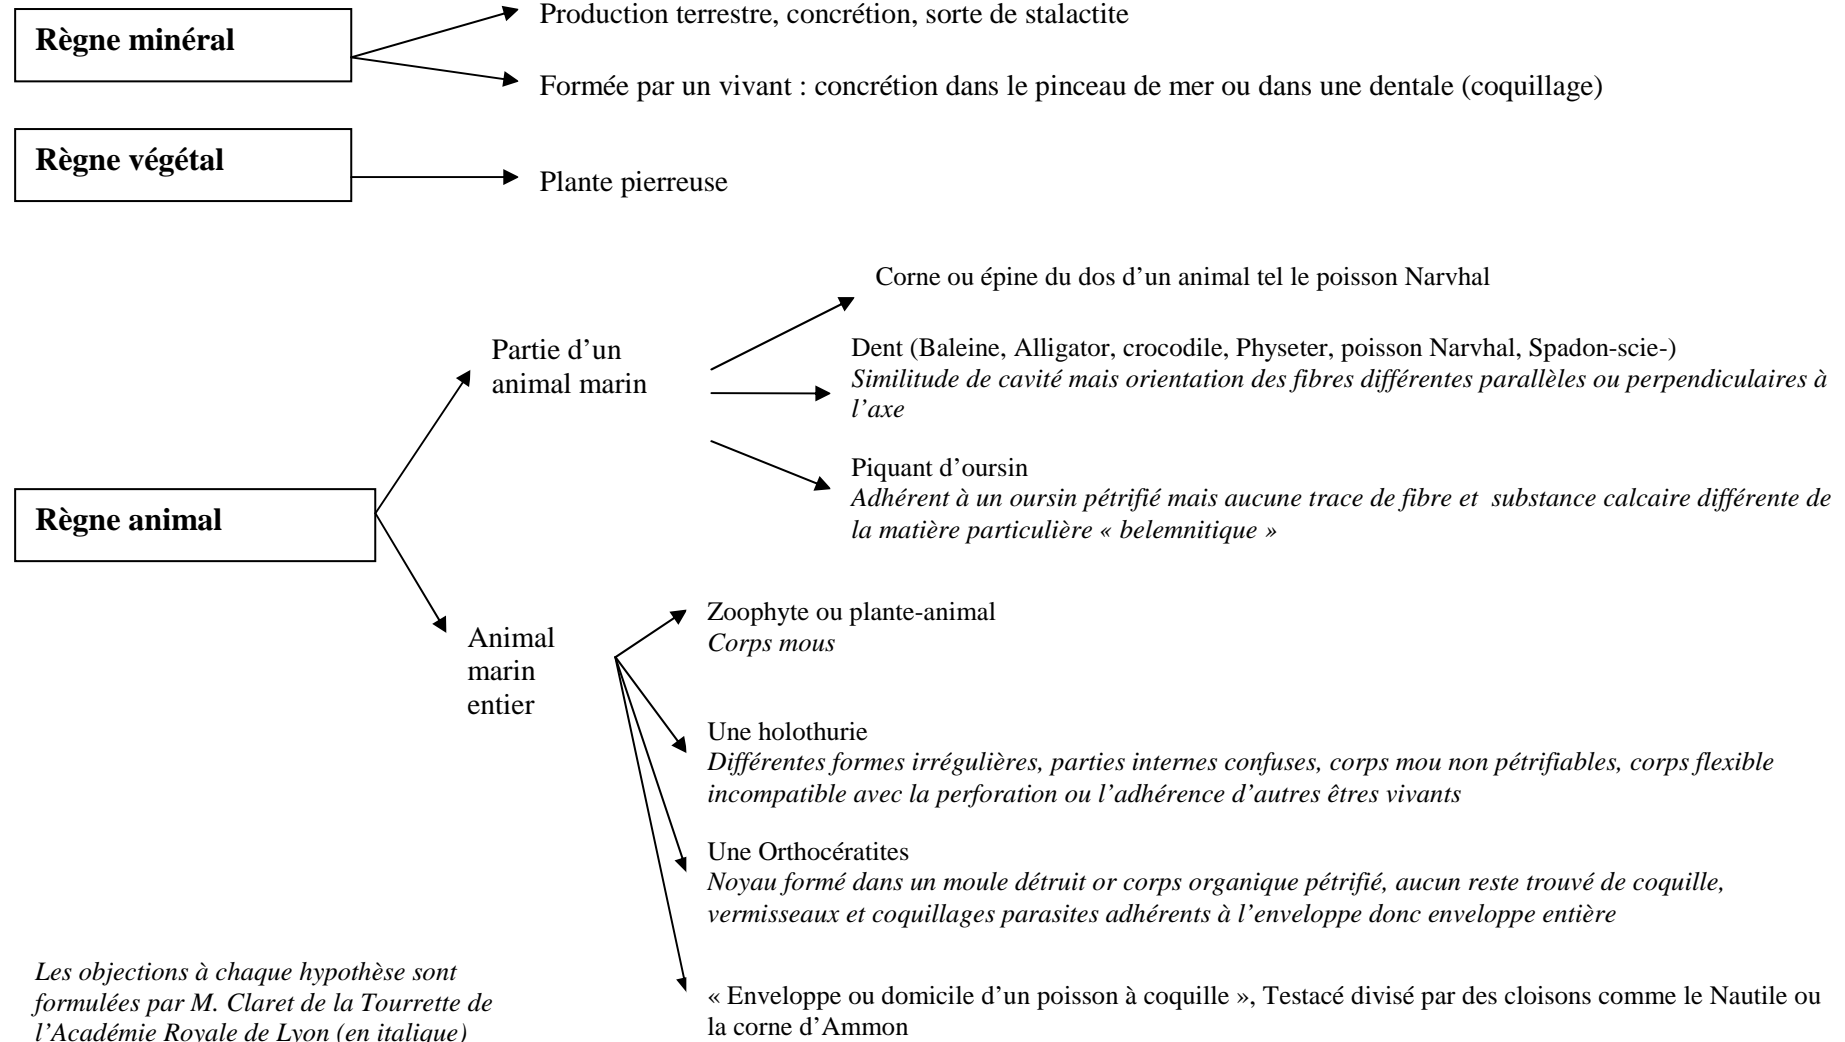 Règne minéral
Production terrestre, concrétion, sorte de stalactite
Formée par un vivant : concrétion dans le pinceau de mer ou dans une dentale (coquillage)
Règne végétal
Plante pierreuse
Règne animal
Partie d’un
animal marin
Corne ou épine du dos d’un animal tel le poisson Narvhal
Dent (Baleine, Alligator, crocodile, Physeter, poisson Narvhal, Spadon-scie-)
Similitude de cavité mais orientation des fibres différentes parallèles ou perpendiculaires à
l’axe
Piquant d’oursin
Adhérent à un oursin pétrifié mais aucune trace de fibre et substance calcaire différente de
la matière particulière « belemnitique »
Animal
marin
entier
Zoophyte ou plante-animal
Corps mous
Une holothurie
Différentes formes irrégulières, parties internes confuses, corps mou non pétrifiables, corps flexible
incompatible avec la perforation ou l’adhérence d’autres êtres vivants
Une Orthocératites
Noyau formé dans un moule détruit or corps organique pétrifié, aucun reste trouvé de coquille,
vermisseaux et coquillages parasites adhérents à l’enveloppe donc enveloppe entière
« Enveloppe ou domicile d’un poisson à coquille », Testacé divisé par des cloisons comme le Nautile ou
la corne d’Ammon
Les objections à chaque hypothèse sont
formulées par M. Claret de la Tourrette de
l’Académie Royale de Lyon (en italique)